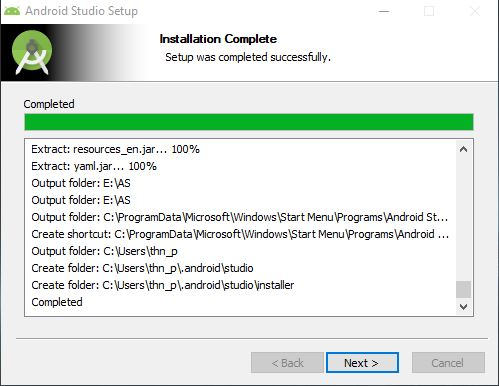 Android Studio Setup
Installation Complete
Setup was completed successfully.
Completed
Extract: resources_en.jar... 100%
Extract: yaml.jar... 100%
Output folder: E:\AS
Output folder: E:\AS
Output folder: C:\ProgramData\Microsoft\Windows\Start Menu\Programs\Android St...
Create shortcut: C:\ProgramData\Microsoft\Windows\Start Menu\Programs\Android ...
Output folder: C:\Users\thn_p
Create folder: C:\Users\thn_p\.android\studio
Create folder: C:\Users\thn_p\.android\studio\installer
Completed
< Back Next > Cancel